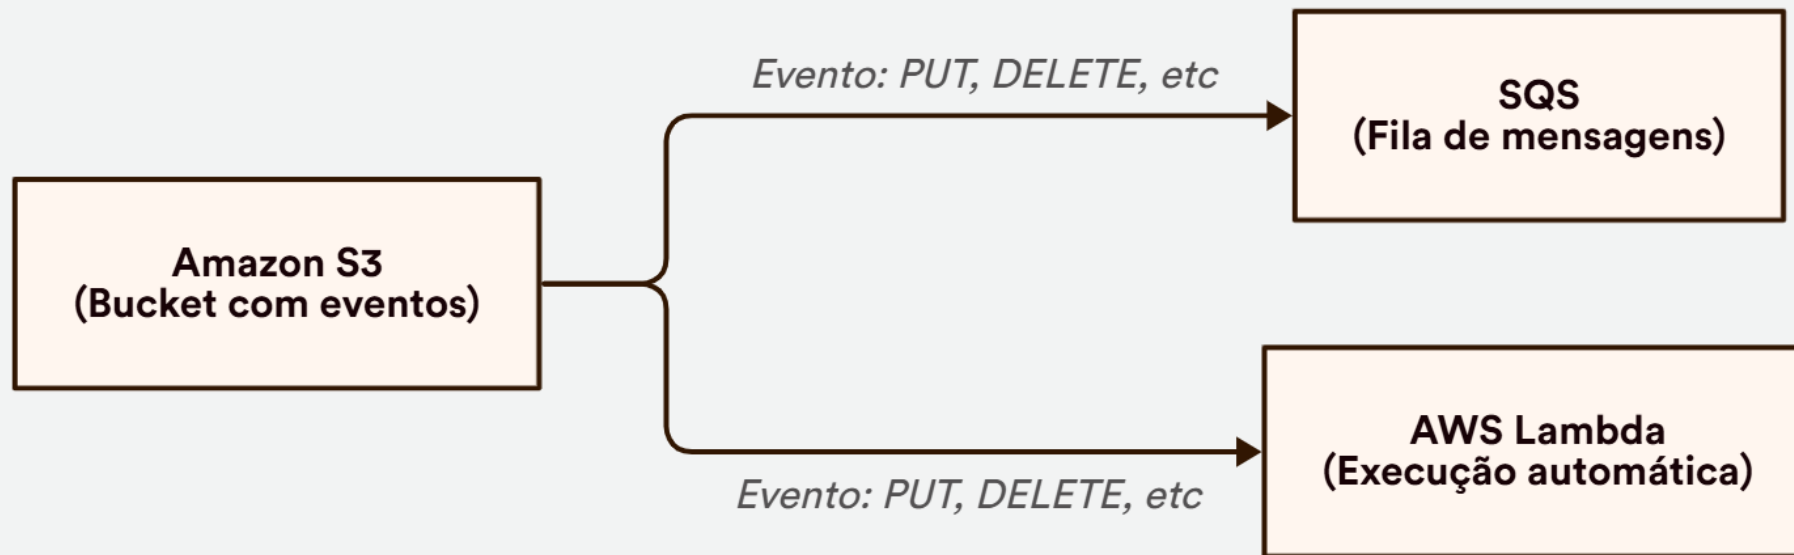 Evento: PUT, DELETE, etc
SQS
(Fila de mensagens)
Amazon S3
(Bucket com eventos)
AWS Lambda
(Execução automática)
Evento: PUT, DELETE, etc